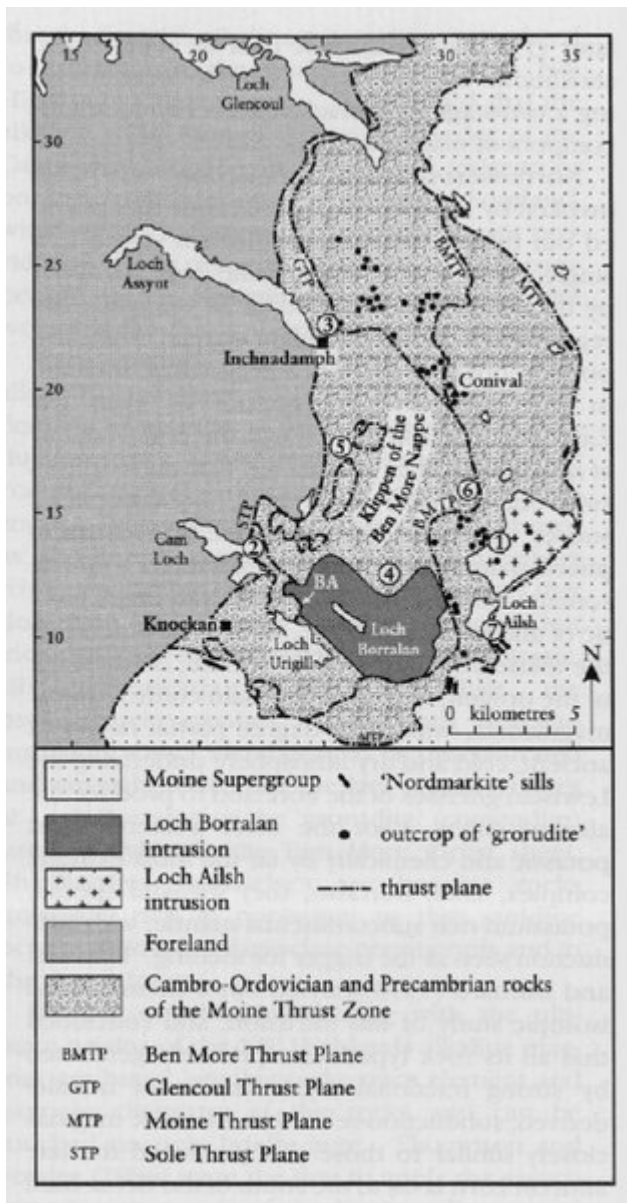 15
20
25
30
35
Loch
Glencoul
30
Loch
Assynt
GTP
BMTP
MTP
25
③
Inchnadamph
Conival
20
⑤
Klippen of the
Ben More Nappe
⑥
STP
BMTP
15
Cam
Loch
②
①
④
BA
Loch
Ailsh
Knockan
Loch
Urigill
Loch
Borralan
⑦
10
N
0 kilometres 5
MTP
Moine Supergroup
'Nordmarkite' sills
Loch Borralan
intrusion
outcrop of 'grorudite'
Loch Ailsh
intrusion
thrust plane
Foreland
Cambro-Ordovician and Precambrian rocks
of the Moine Thrust Zone
BMTP Ben More Thrust Plane
GTP Glencoul Thrust Plane
MTP Moine Thrust Plane
STP Sole Thrust Plane